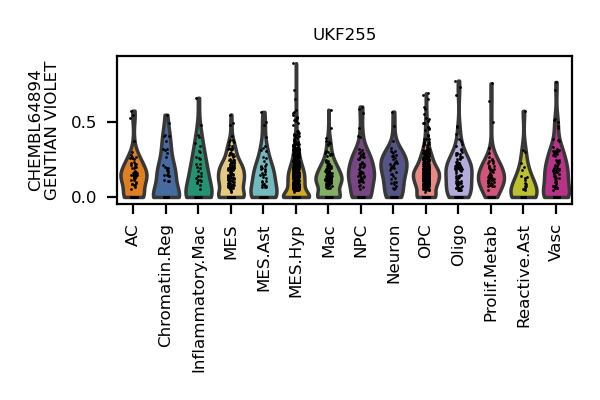 UKF255
CHEMBL64894
GENTIAN VIOLET
0.5
0.0
AC
Chromatin.Reg
Inflammatory.Mac
MES
MES.Ast
MES.Hyp
Mac
NPC
Neuron
OPC
Oligo
Prolif.Metab
Reactive.Ast
Vasc